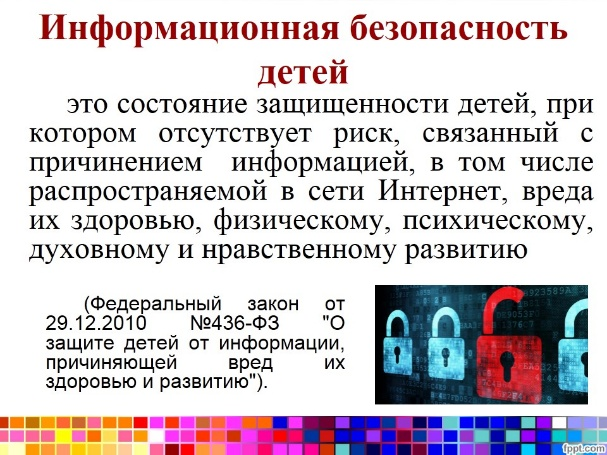 Информационная безопасность
детей
это состояние защищенности детей, при
котором отсутствует риск, связанный с
причинением информацией, в том числе
распространяемой в сети Интернет, вреда
их здоровью, физическому, психическому,
духовному и нравственному развитию
(Федеральный закон от
29.12.2010 №436-ФЗ "О
защите детей от информации,
причиняющей вред их
здоровью и развитию").
fppt.com